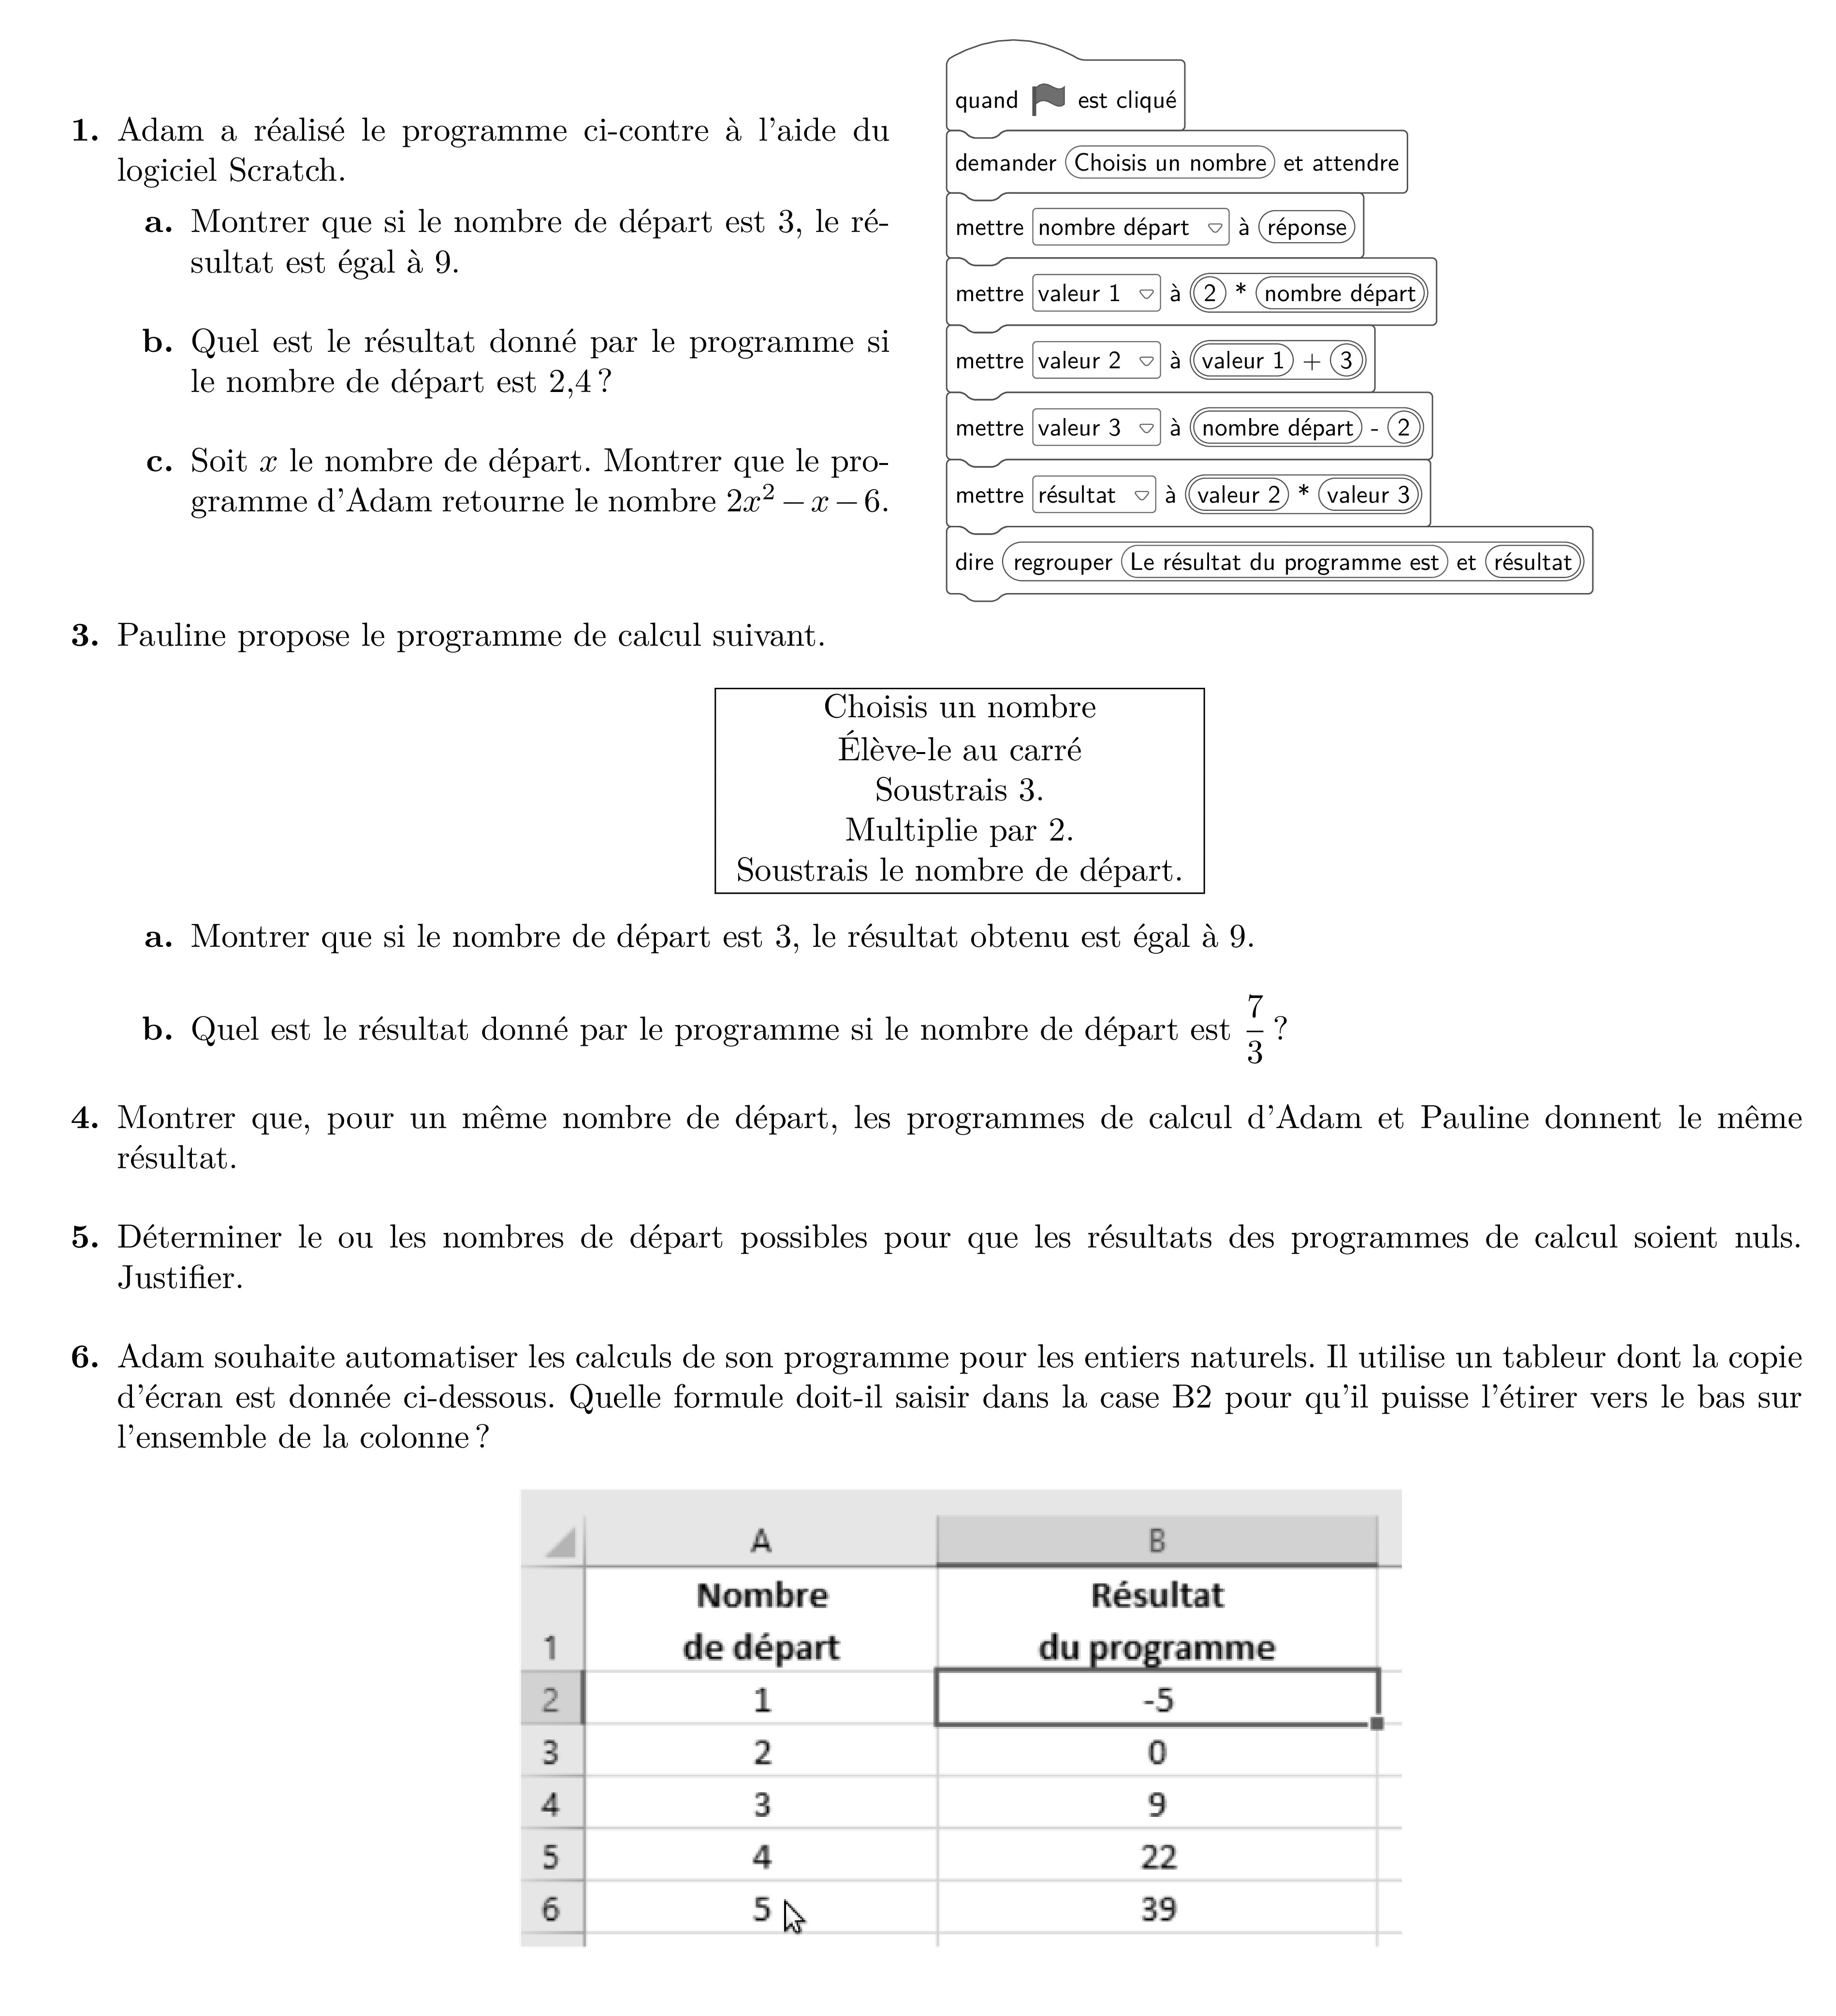 1. Adam a réalisé le programme ci-contre à l'aide du
logiciel Scratch.
a. Montrer que si le nombre de départ est 3, le ré-
sultat est égal à 9.
b. Quel est le résultat donné par le programme si
le nombre de départ est 2,4 ?
c. Soit x le nombre de départ. Montrer que le pro-
gramme d'Adam retourne le nombre 2x² − x − 6.
quand est cliqué
demander Choisis un nombre et attendre
mettre nombre départ à réponse
mettre valeur 1 à 2 * nombre départ
mettre valeur 2 à valeur 1 + 3
mettre valeur 3 à nombre départ - 2
mettre résultat à valeur 2 * valeur 3
dire regrouper Le résultat du programme est et résultat
3. Pauline propose le programme de calcul suivant.
Choisis un nombre
Élève-le au carré
Soustrais 3.
Multiplie par 2.
Soustrais le nombre de départ.
a. Montrer que si le nombre de départ est 3, le résultat obtenu est égal à 9.
b. Quel est le résultat donné par le programme si le nombre de départ est 7/3 ?
4. Montrer que, pour un même nombre de départ, les programmes de calcul d'Adam et Pauline donnent le même
résultat.
5. Déterminer le ou les nombres de départ possibles pour que les résultats des programmes de calcul soient nuls.
Justifier.
6. Adam souhaite automatiser les calculs de son programme pour les entiers naturels. Il utilise un tableur dont la copie
d'écran est donnée ci-dessous. Quelle formule doit-il saisir dans la case B2 pour qu'il puisse l'étirer vers le bas sur
l'ensemble de la colonne ?
A B
Nombre Résultat
1 de départ du programme
2 1 -5
3 2 0
4 3 9
5 4 22
6 5 39